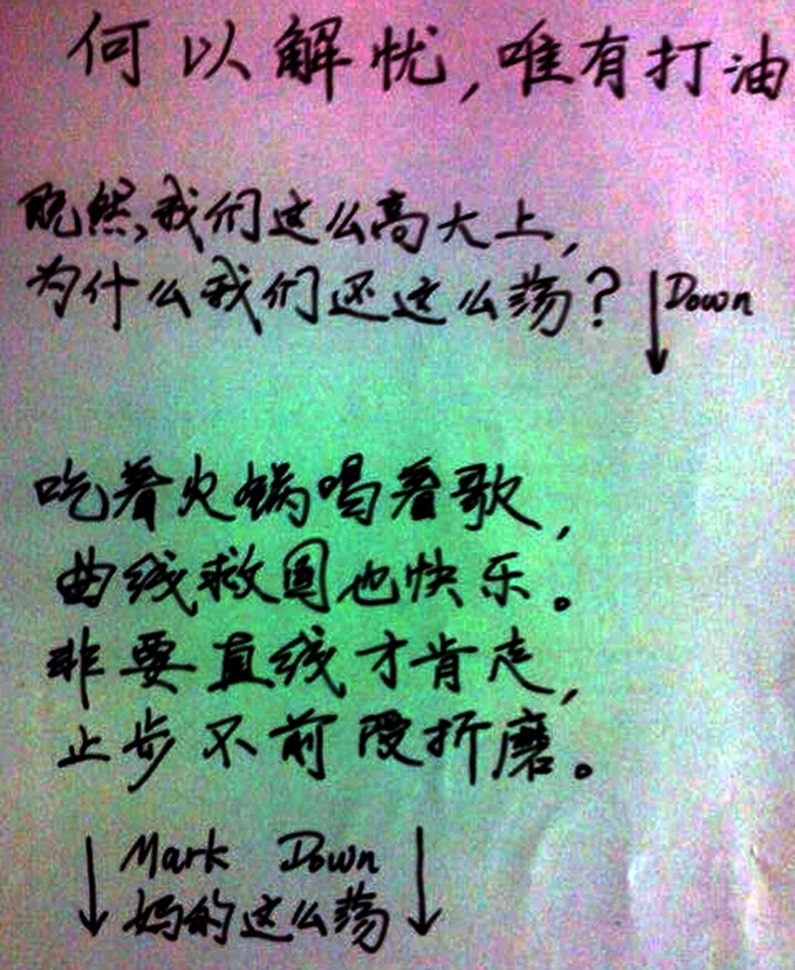 何以解忧,唯有打油
既然我们这么高大上,
为什么我们还这么荡? ↓Down
吃着火锅唱着歌,
曲线救国也快乐。
非要直线才肯走,
止步不前受折磨。
↓ Mark Down ↓
妈的这么荡